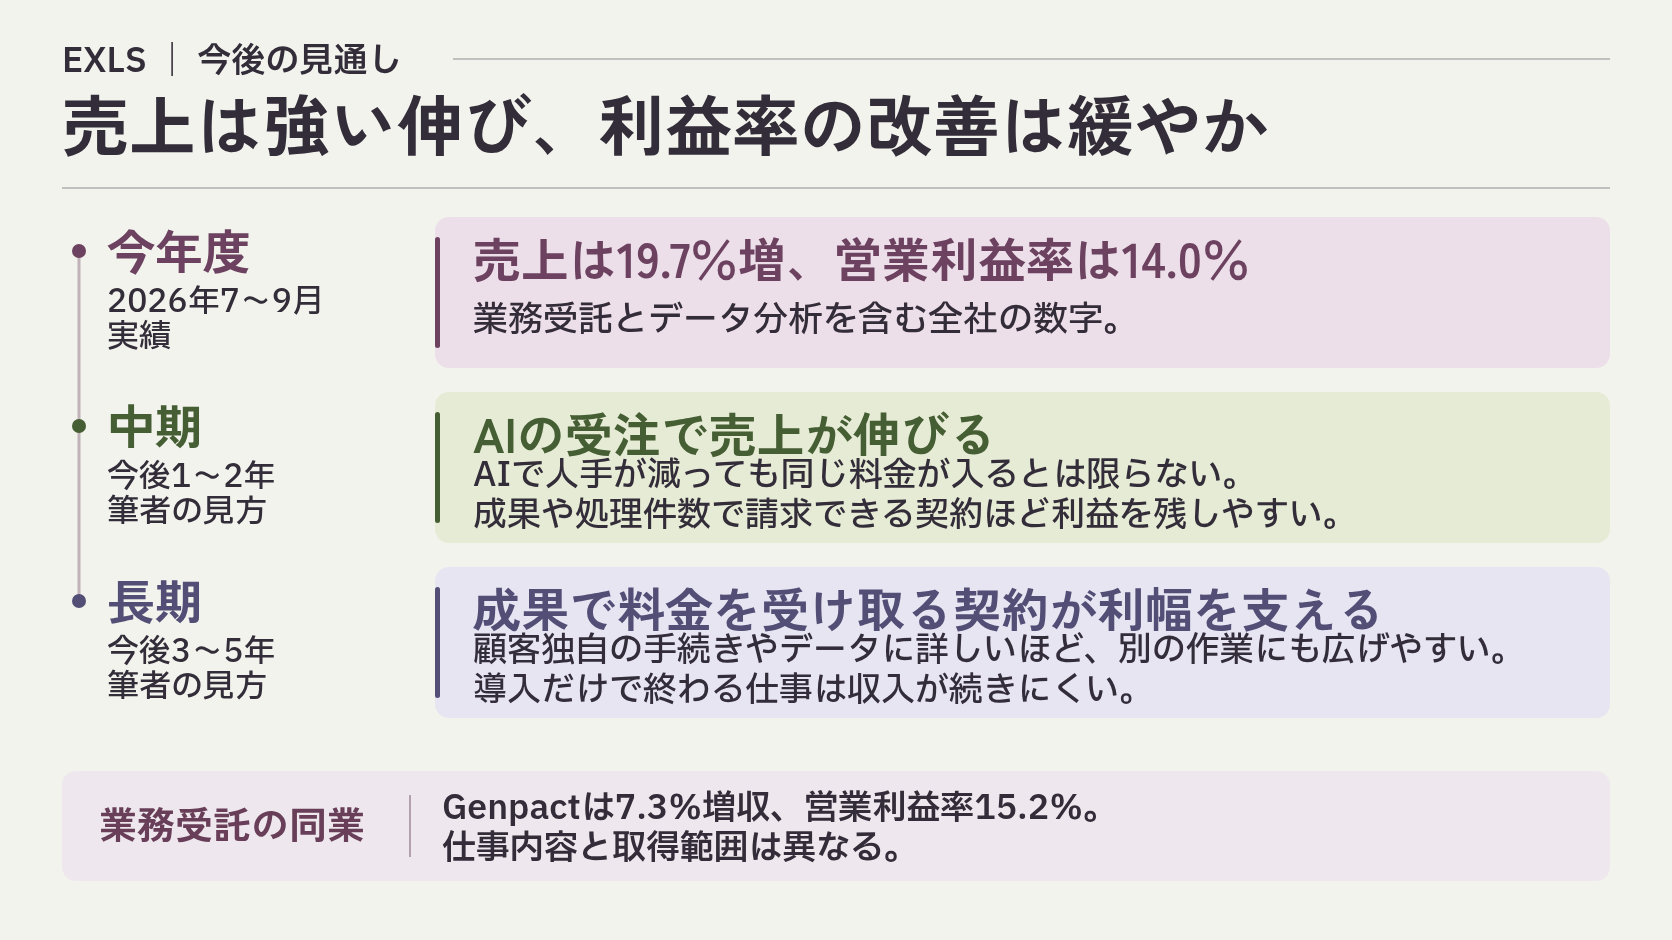 EXLS｜今後の見通し
売上は強い伸び、利益率の改善は緩やか
今年度
2026年7～9月
実績
売上は19.7%増、営業利益率は14.0%
業務受託とデータ分析を含む全社の数字。
中期
今後1～2年
筆者の見方
AIの受注で売上が伸びる
AIで人手が減っても同じ料金が入るとは限らない。
成果や処理件数で請求できる契約ほど利益を残しやすい。
長期
今後3～5年
筆者の見方
成果で料金を受け取る契約が利幅を支える
顧客独自の手続きやデータに詳しいほど、別の作業にも広げやすい。
導入だけで終わる仕事は収入が続きにくい。
業務受託の同業
Genpactは7.3%増収、営業利益率15.2%。
仕事内容と取得範囲は異なる。